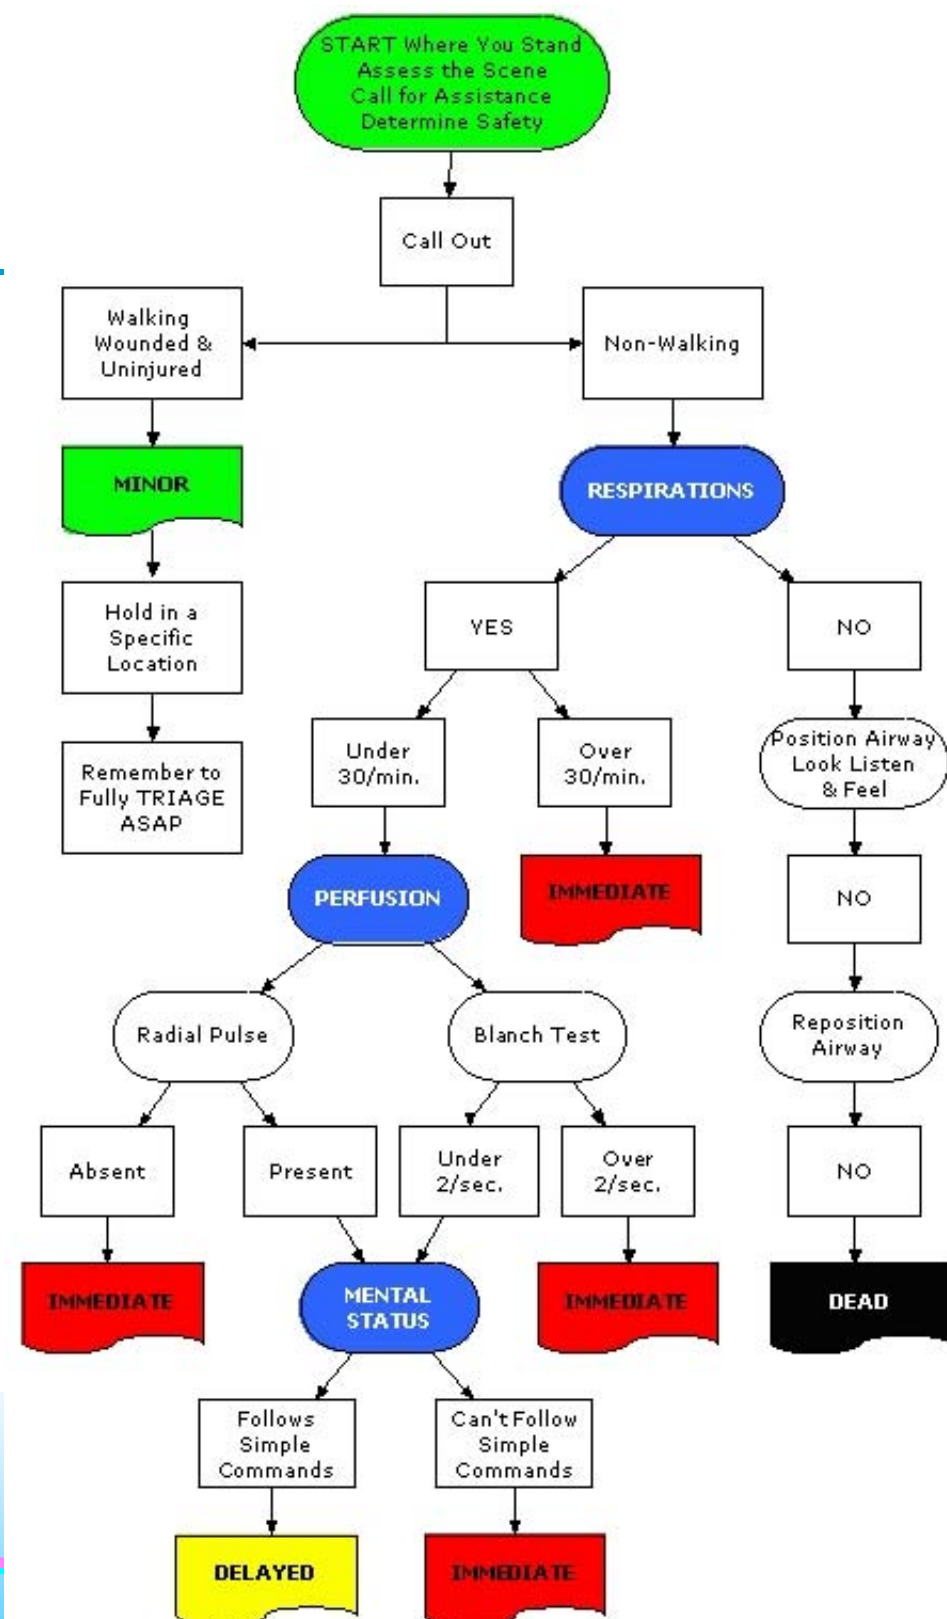 START Where You Stand
Assess the Scene
Call for Assistance
Determine Safety
Call Out
Walking
Wounded &
Uninjured
Non-Walking
MINOR
RESPIRATIONS
Hold in a
Specific
Location
YES
NO
Remember to
Fully TRIAGE
ASAP
Under
30/min.
Over
30/min.
Position Airway
Look Listen
& Feel
PERFUSION
IMMEDIATE
NO
Radial Pulse
Blanch Test
Reposition
Airway
Absent
Present
Under
2/sec.
Over
2/sec.
NO
IMMEDIATE
MENTAL
STATUS
IMMEDIATE
DEAD
Follows
Simple
Commands
Can't Follow
Simple
Commands
DELAYED
IMMEDIATE